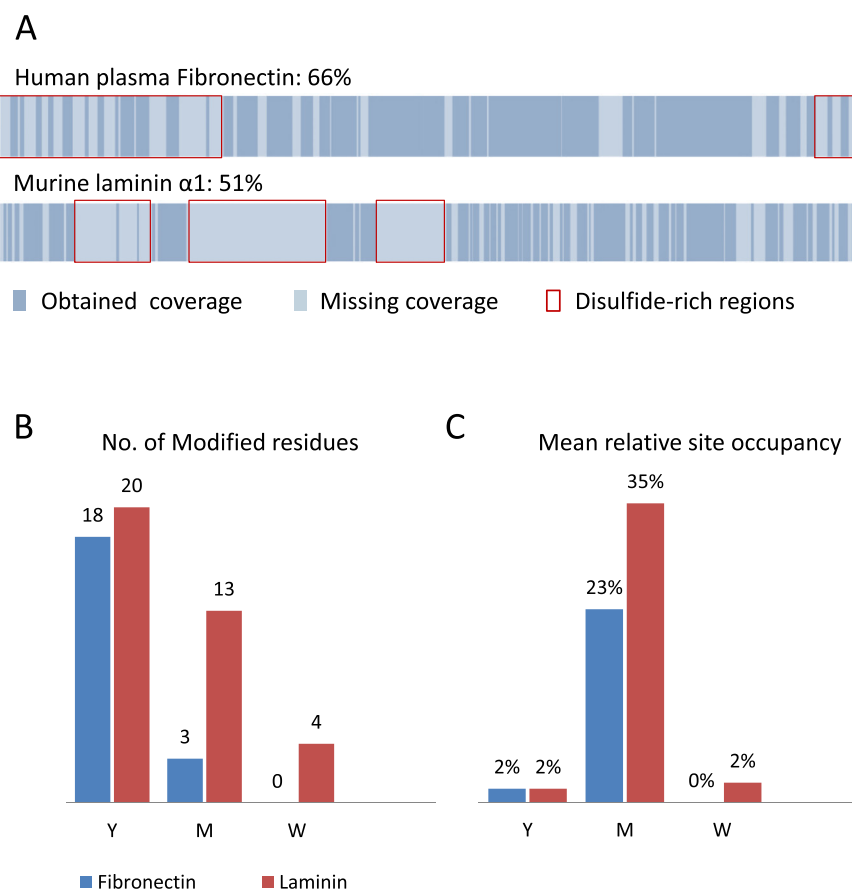 A
Human plasma Fibronectin: 66%
Murine laminin α1: 51%
Obtained coverage Missing coverage Disulfide-rich regions
B
No. of Modified residues
18
20
3
13
0
4
Y M W
Fibronectin Laminin
C
Mean relative site occupancy
2%
2%
23%
35%
0%
2%
Y M W